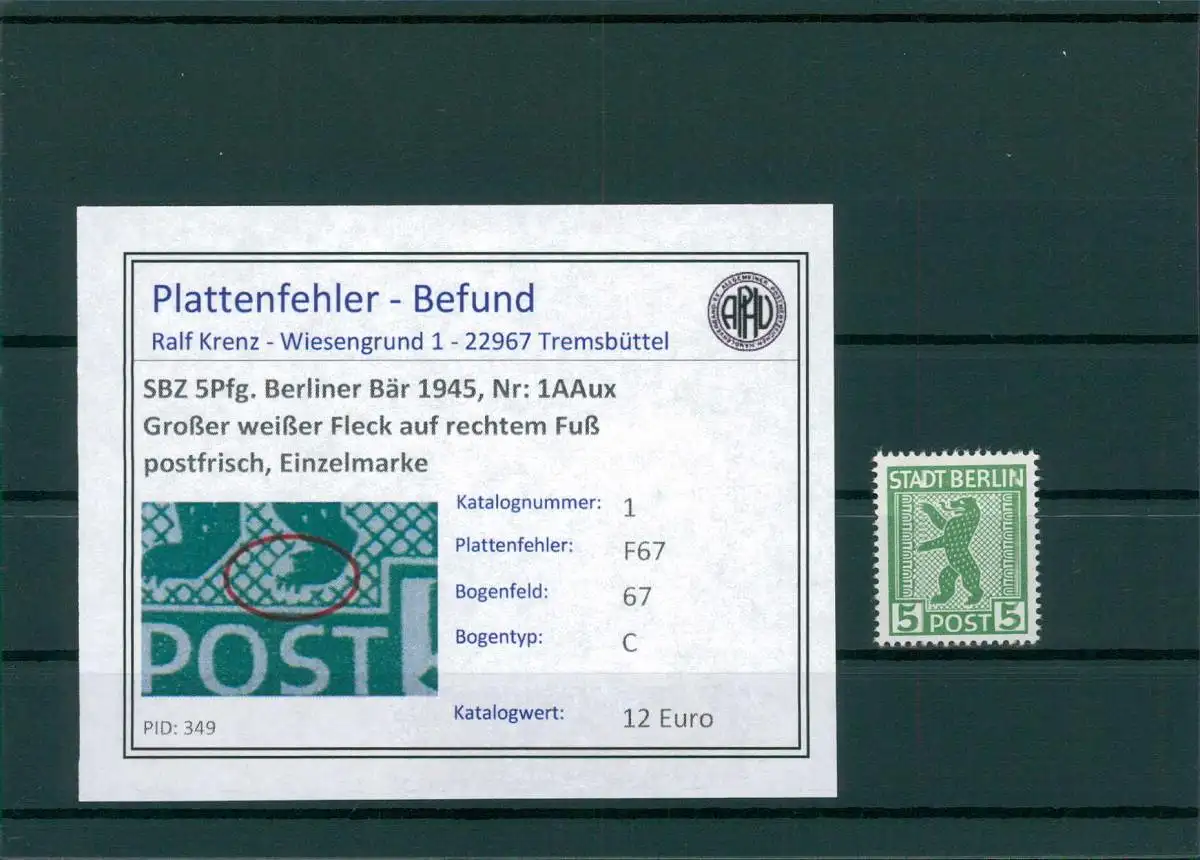 Plattenfehler - Befund
Ralf Krenz - Wiesengrund 1 - 22967 Tremsbüttel
APHV
SBZ 5Pfg. Berliner Bär 1945, Nr: 1AAux
Großer weißer Fleck auf rechtem Fuß
postfrisch, Einzelmarke
Katalognummer: 1
Plattenfehler: F67
Bogenfeld: 67
Bogentyp: C
Katalogwert: 12 Euro
POST
PID: 349
STADT BERLIN
5 POST 5